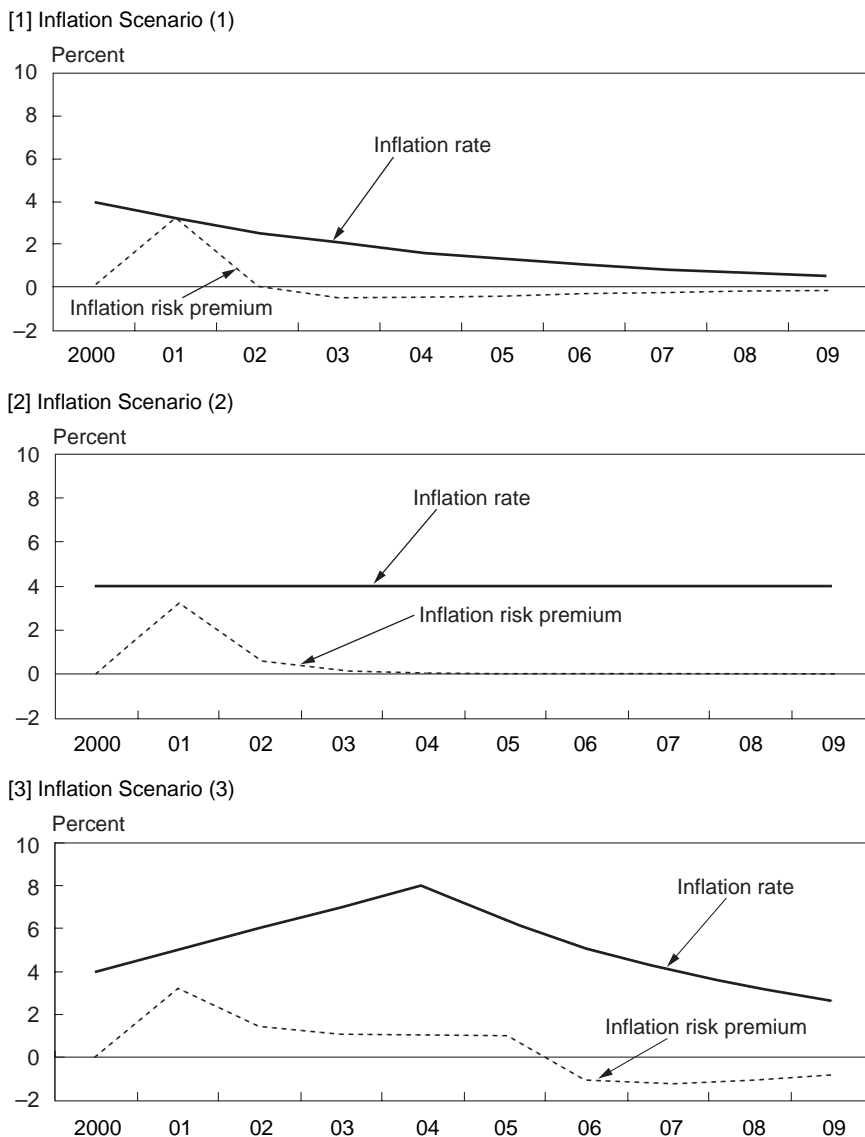 [1] Inflation Scenario (1)
Percent
10
8
6
4
2
0
–2
Inflation rate
Inflation risk premium
2000 01 02 03 04 05 06 07 08 09
[2] Inflation Scenario (2)
Percent
10
8
6
4
2
0
–2
Inflation rate
Inflation risk premium
2000 01 02 03 04 05 06 07 08 09
[3] Inflation Scenario (3)
Percent
10
8
6
4
2
0
–2
Inflation rate
Inflation risk premium
2000 01 02 03 04 05 06 07 08 09